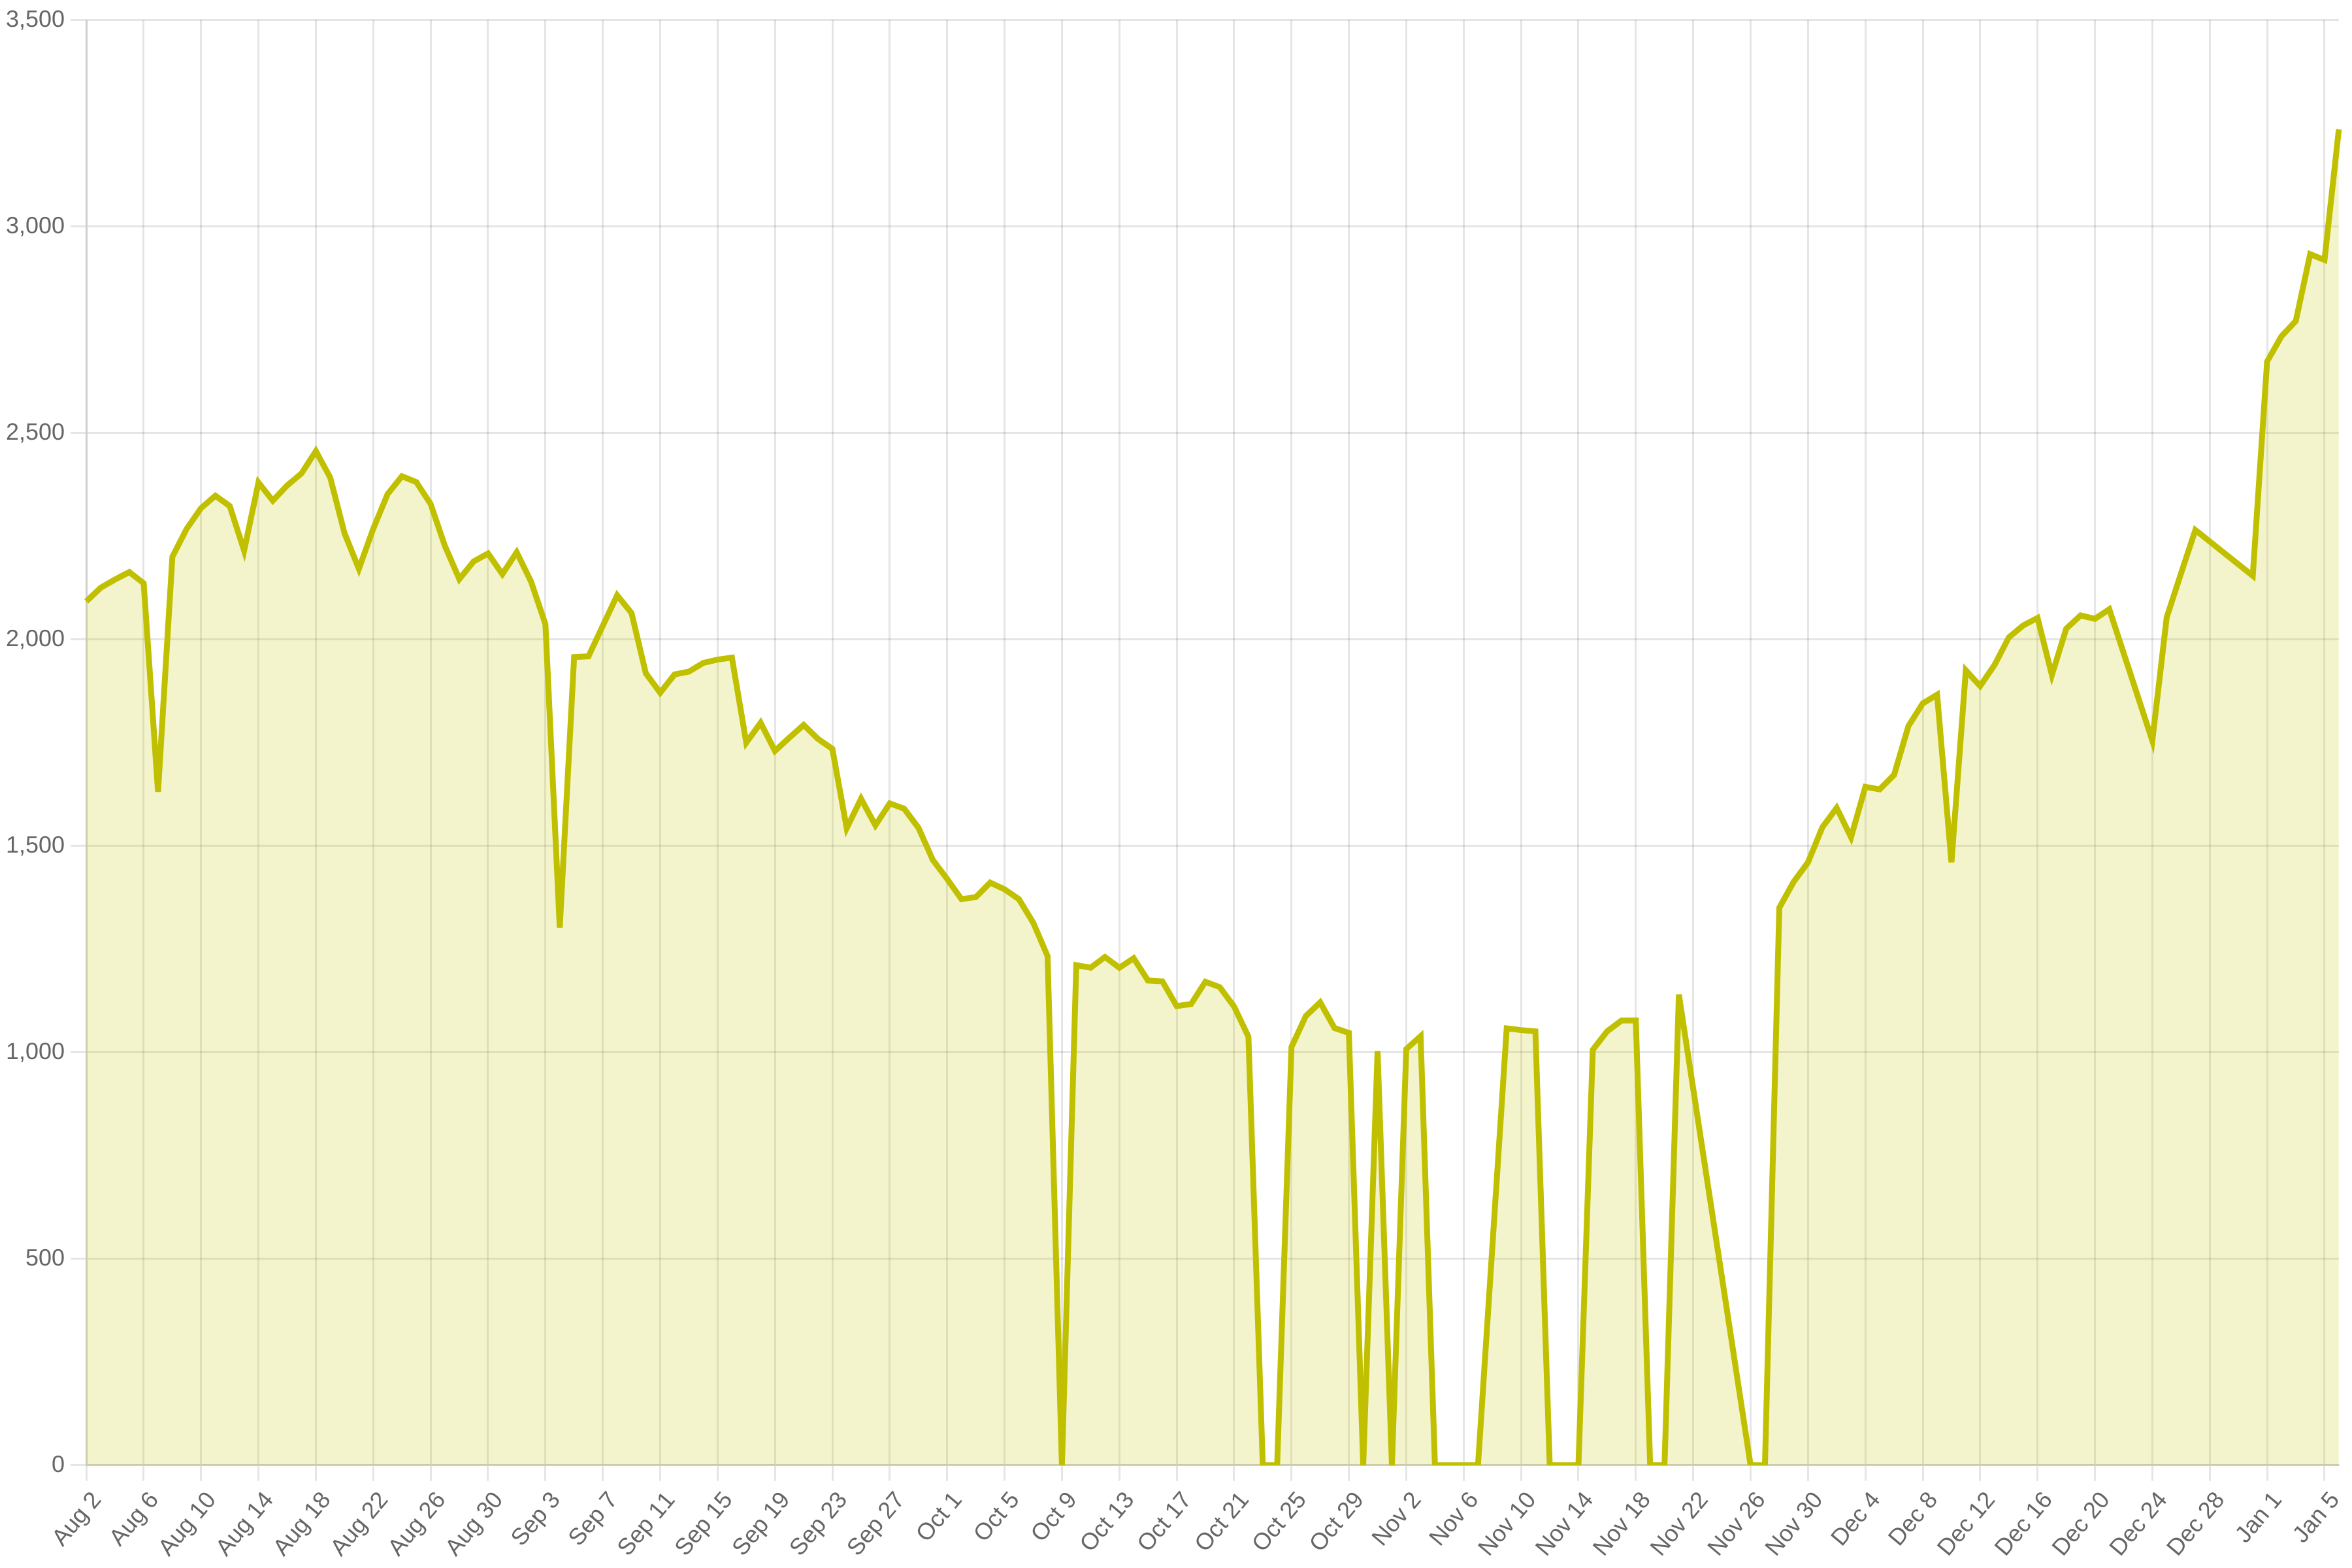 3,500
3,000
2,500
2,000
1,500
1,000
500
0
Aug 2
Aug 6
Aug 10
Aug 14
Aug 18
Aug 22
Aug 26
Aug 30
Sep 3
Sep 7
Sep 11
Sep 15
Sep 19
Sep 23
Sep 27
Oct 1
Oct 5
Oct 9
Oct 13
Oct 17
Oct 21
Oct 25
Oct 29
Nov 2
Nov 6
Nov 10
Nov 14
Nov 18
Nov 22
Nov 26
Nov 30
Dec 4
Dec 8
Dec 12
Dec 16
Dec 20
Dec 24
Dec 28
Jan 1
Jan 5